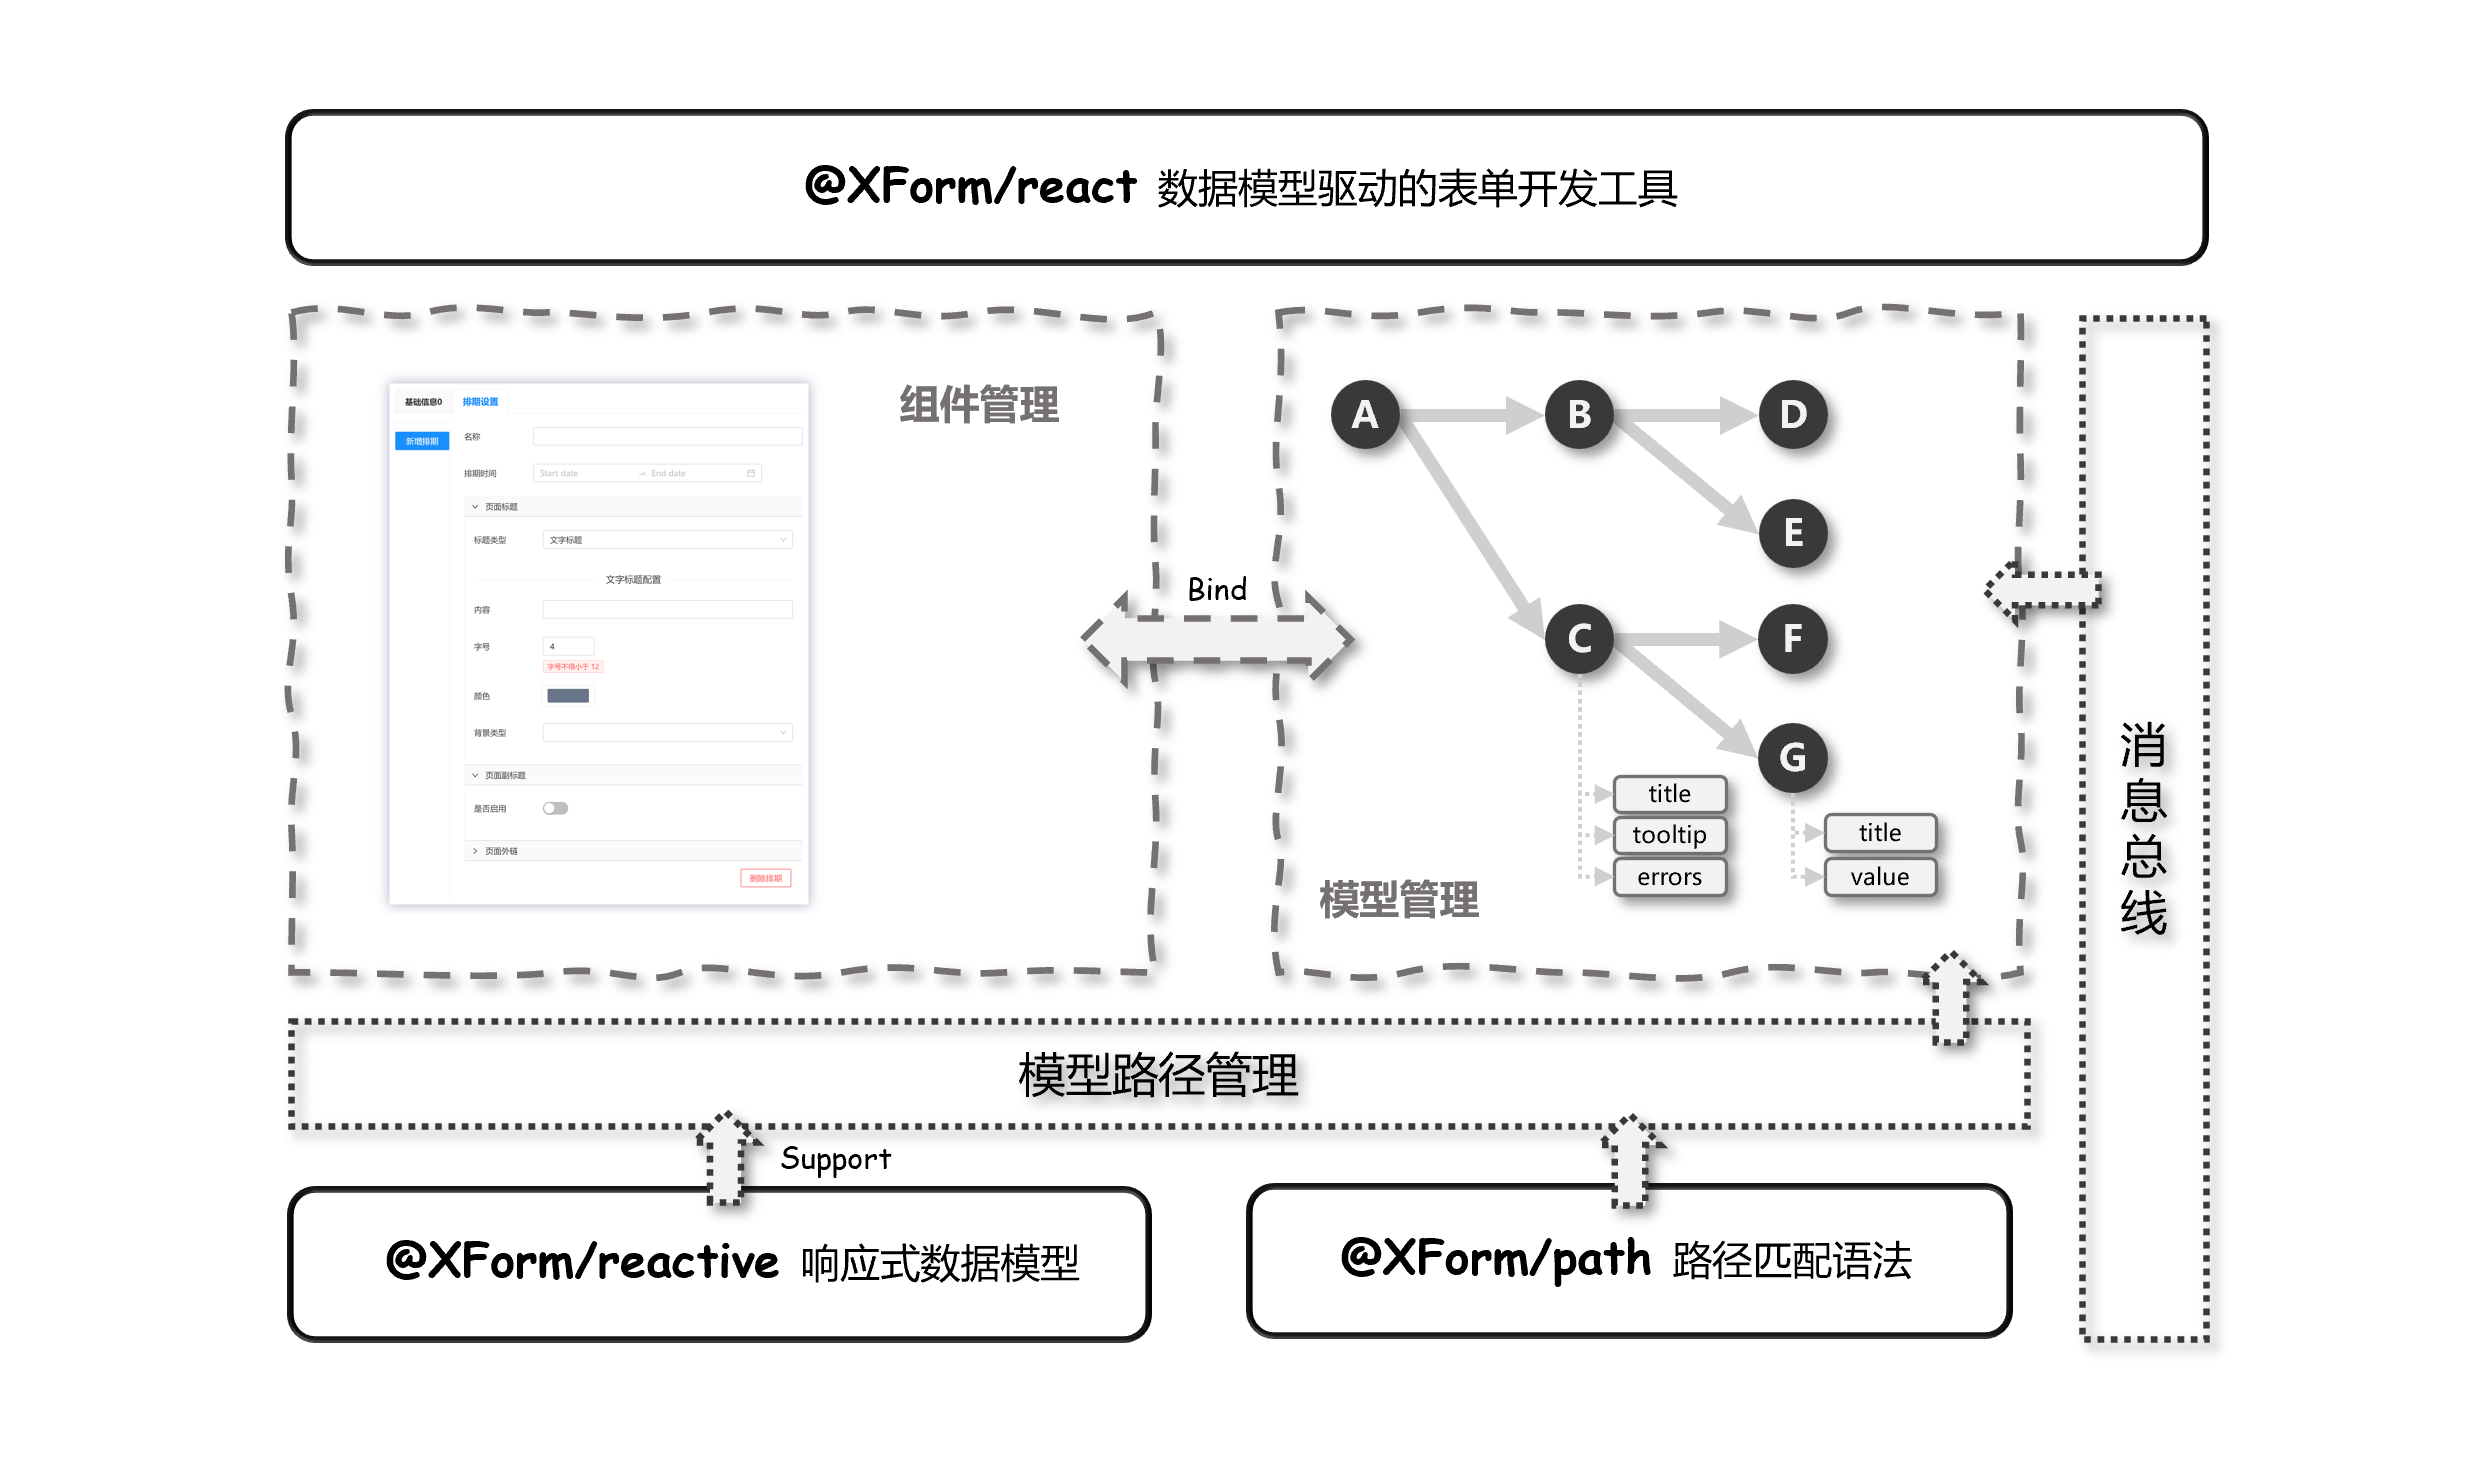 @XForm/react 数据模型驱动的表单开发工具
组件管理
基础信息0 排期设置
新增排期
名称
排期时间 Start date → End date
页面标题
标题类型 文字标题
文字标题配置
内容
字号 4
字号不得小于 12
颜色
背景类型
页面副标题
是否启用
页面外链
删除排期
Bind
A
B
D
E
C
F
G
title
tooltip
errors
title
value
模型管理
消息总线
模型路径管理
Support
@XForm/reactive 响应式数据模型
@XForm/path 路径匹配语法